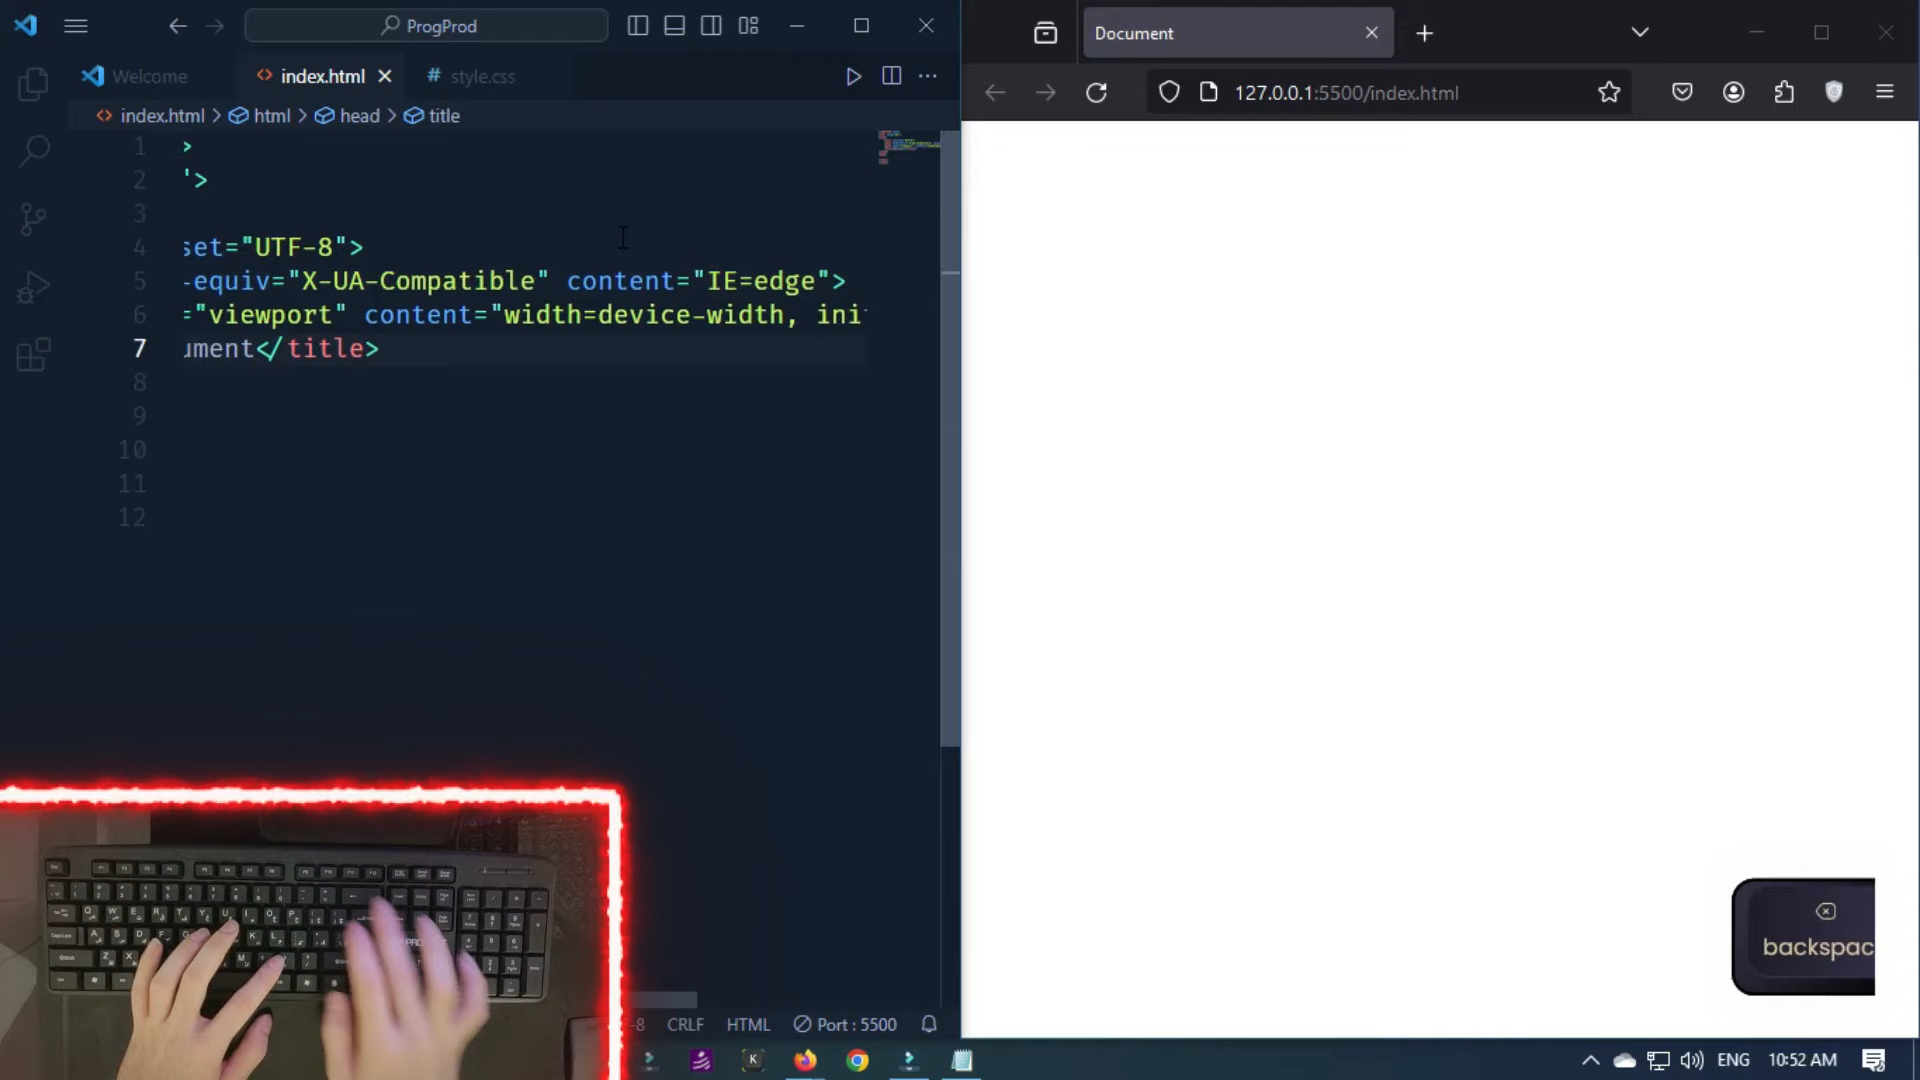 ProgProd
Welcome
index.html
# style.css
index.html > html > head > title
1 >
2 '>
3
4 set="UTF-8">
5 -equiv="X-UA-Compatible" content="IE=edge">
6 ="viewport" content="width=device-width, ini
7 ument</title>
8
9
10
11
12
-8 CRLF HTML Port : 5500
Document
127.0.0.1:5500/index.html
backspac
K
ENG 10:52 AM